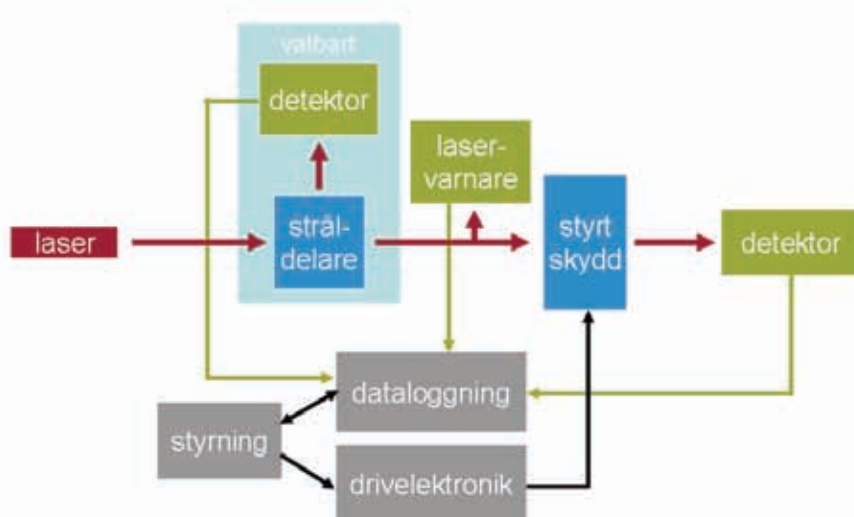 valbart
detektor
laser-
varnare
laser
strål-
delare
styrt
skydd
detektor
dataloggning
styrning
drivelektronik